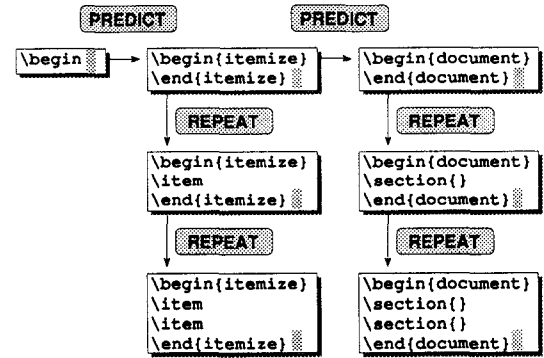 PREDICT
PREDICT
\begin
\begin{itemize}
\end{itemize}
\begin{document}
\end{document}
REPEAT
REPEAT
\begin{itemize}
\item
\end{itemize}
\begin{document}
\section{}
\end{document}
REPEAT
REPEAT
\begin{itemize}
\item
\item
\end{itemize}
\begin{document}
\section{}
\section{}
\end{document}